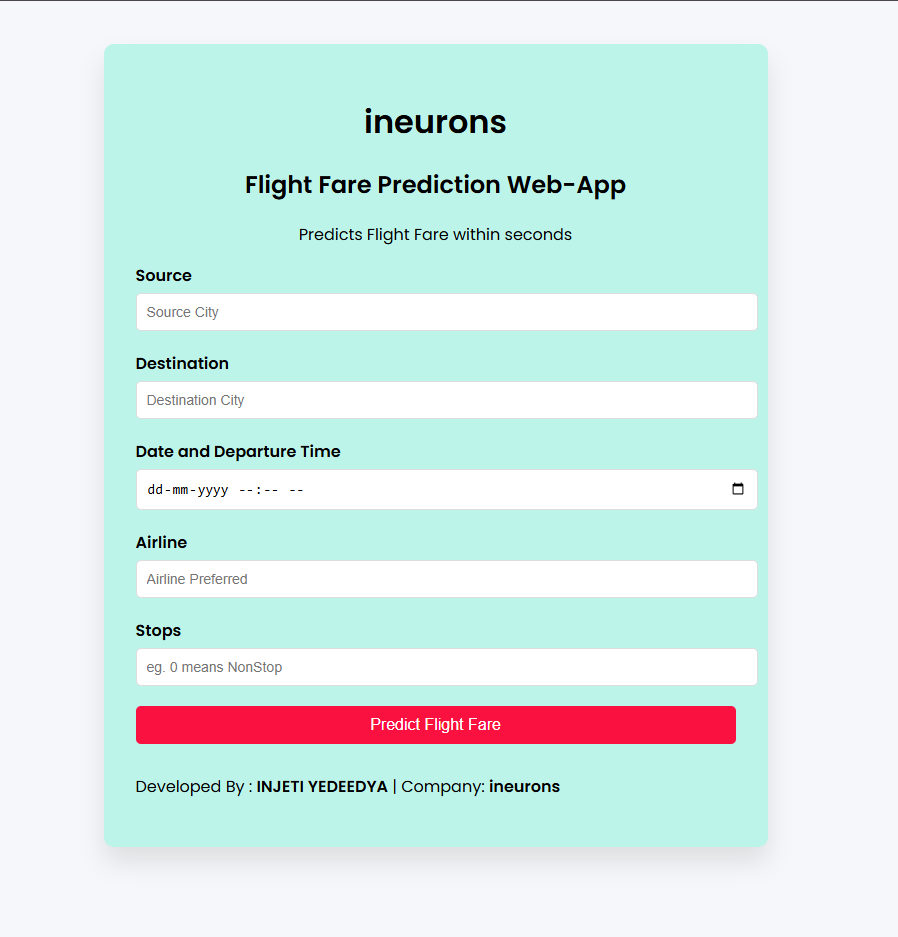 ineurons
Flight Fare Prediction Web-App
Predicts Flight Fare within seconds
Source
Source City
Destination
Destination City
Date and Departure Time
dd-mm-yyyy --:-- --
Airline
Airline Preferred
Stops
eg. 0 means NonStop
Predict Flight Fare
Developed By : INJETI YEDEEDYA | Company: ineurons